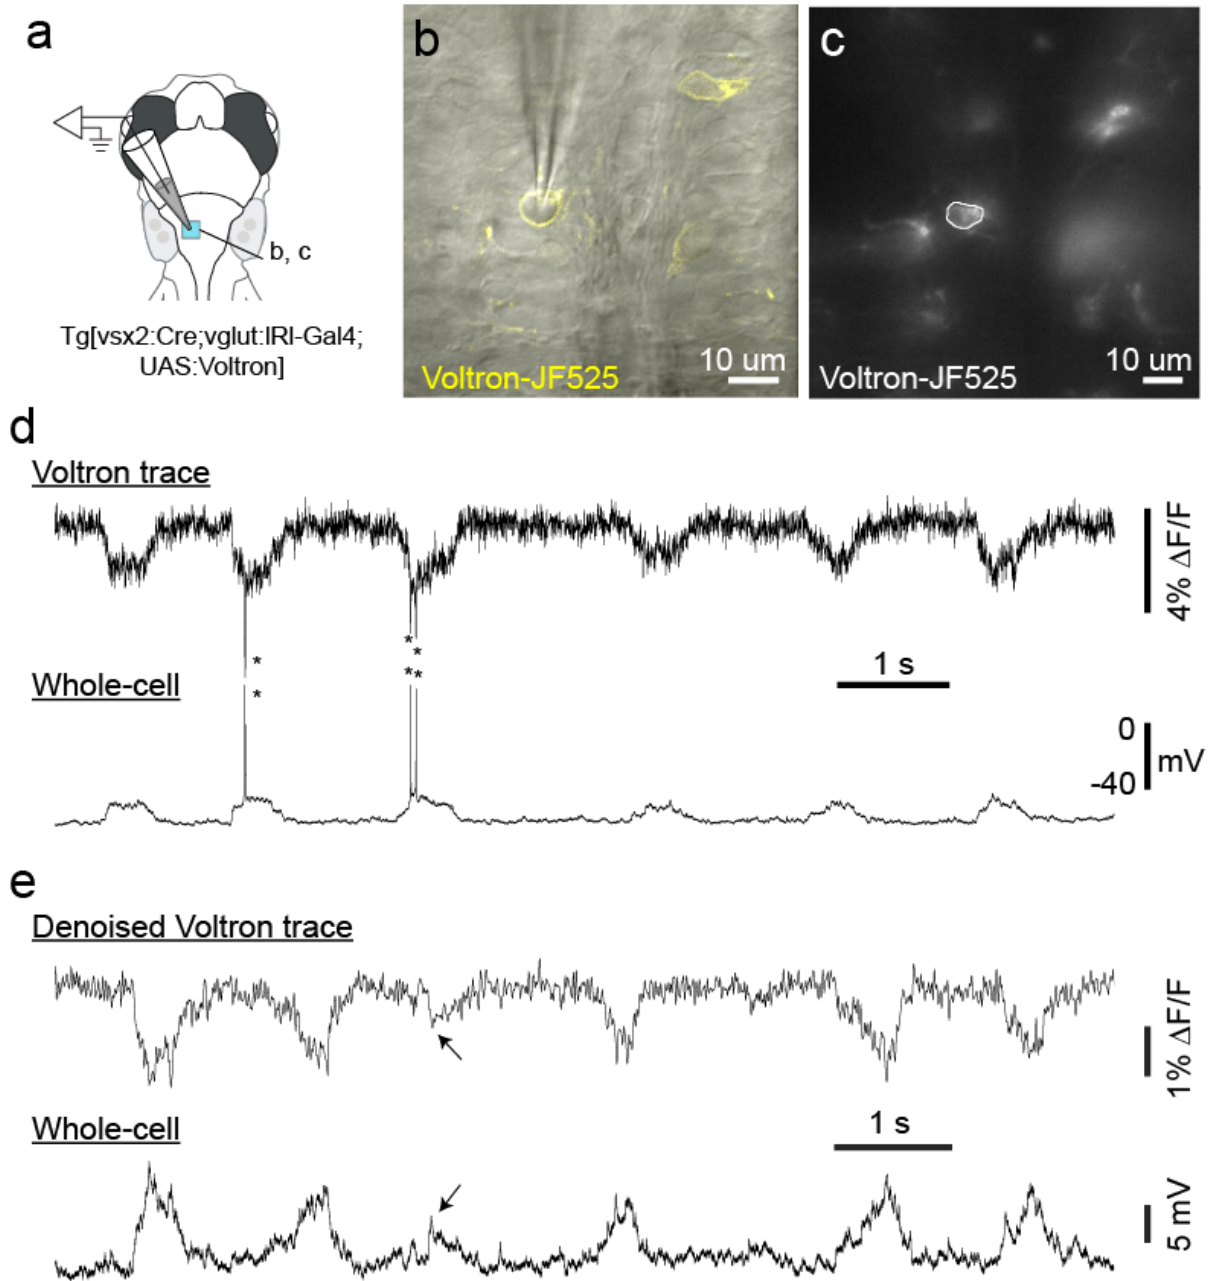 a
b, c
Tg[vsx2:Cre;vglut:lRl-Gal4;
UAS:Voltron]
b
Voltron-JF525
10 um
c
Voltron-JF525
10 um
d
Voltron trace
4% ΔF/F
*
* *
*
* *
*
1 s
Whole-cell
0
-40
mV
e
Denoised Voltron trace
1% ΔF/F
1 s
Whole-cell
5 mV